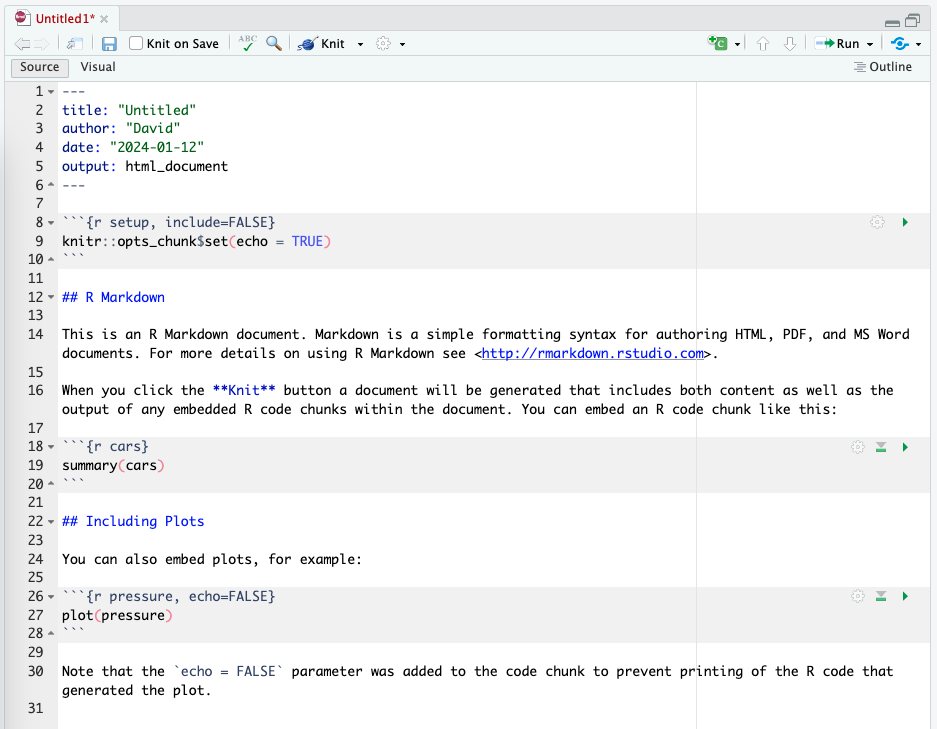 Untitled1*
Knit on Save ABC Knit Run
Source Visual Outline
1 ---
2 title: "Untitled"
3 author: "David"
4 date: "2024-01-12"
5 output: html_document
6 ---
7
8 ```{r setup, include=FALSE}
9 knitr::opts_chunk$set(echo = TRUE)
10 ```
11
12 ## R Markdown
13
14 This is an R Markdown document. Markdown is a simple formatting syntax for authoring HTML, PDF, and MS Word
documents. For more details on using R Markdown see <http://rmarkdown.rstudio.com>.
15
16 When you click the **Knit** button a document will be generated that includes both content as well as the
output of any embedded R code chunks within the document. You can embed an R code chunk like this:
17
18 ```{r cars}
19 summary(cars)
20 ```
21
22 ## Including Plots
23
24 You can also embed plots, for example:
25
26 ```{r pressure, echo=FALSE}
27 plot(pressure)
28 ```
29
30 Note that the `echo = FALSE` parameter was added to the code chunk to prevent printing of the R code that
generated the plot.
31